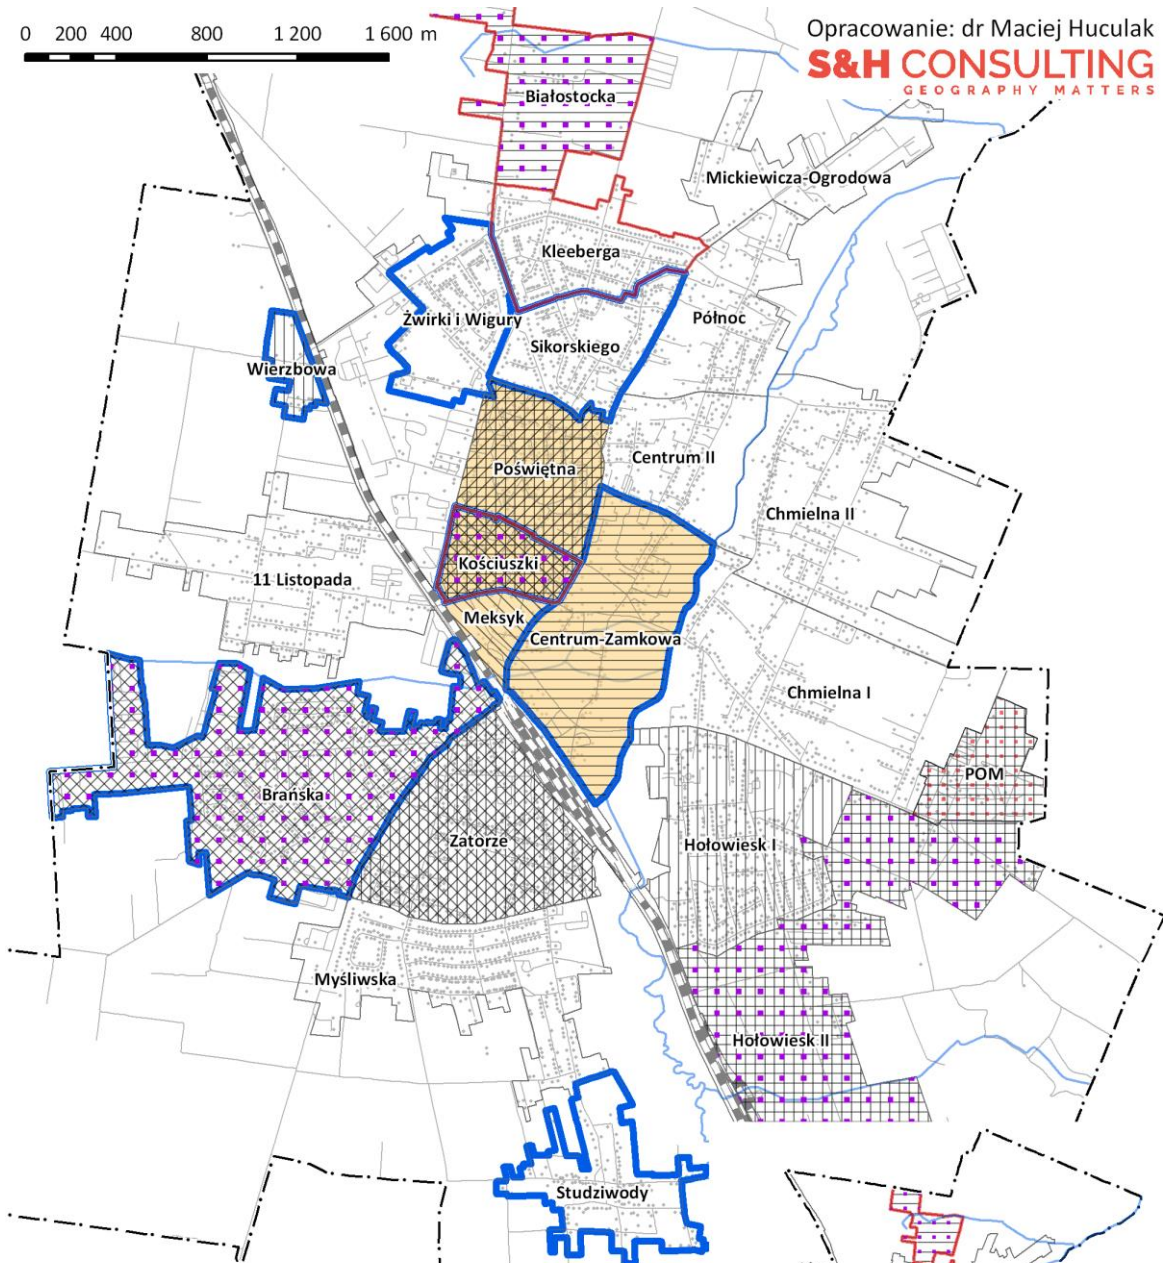 0 200 400 800 1 200 1 600 m
Opracowanie: dr Maciej Huculak
S&H CONSULTING
GEOGRAPHY MATTERS
Białostocka
Mickiewicza-Ogrodowa
Kleeberga
Żwirki i Wigury
Północ
Sikorskiego
Wierzbowa
Poświętna
Centrum II
Chmielna II
Kościuszki
11 Listopada
Meksyk
Centrum-Zamkowa
Chmielna I
POM
Brańska
Zatorze
Hołowiesk I
Myśliwska
Hołowiesk II
Studziwody